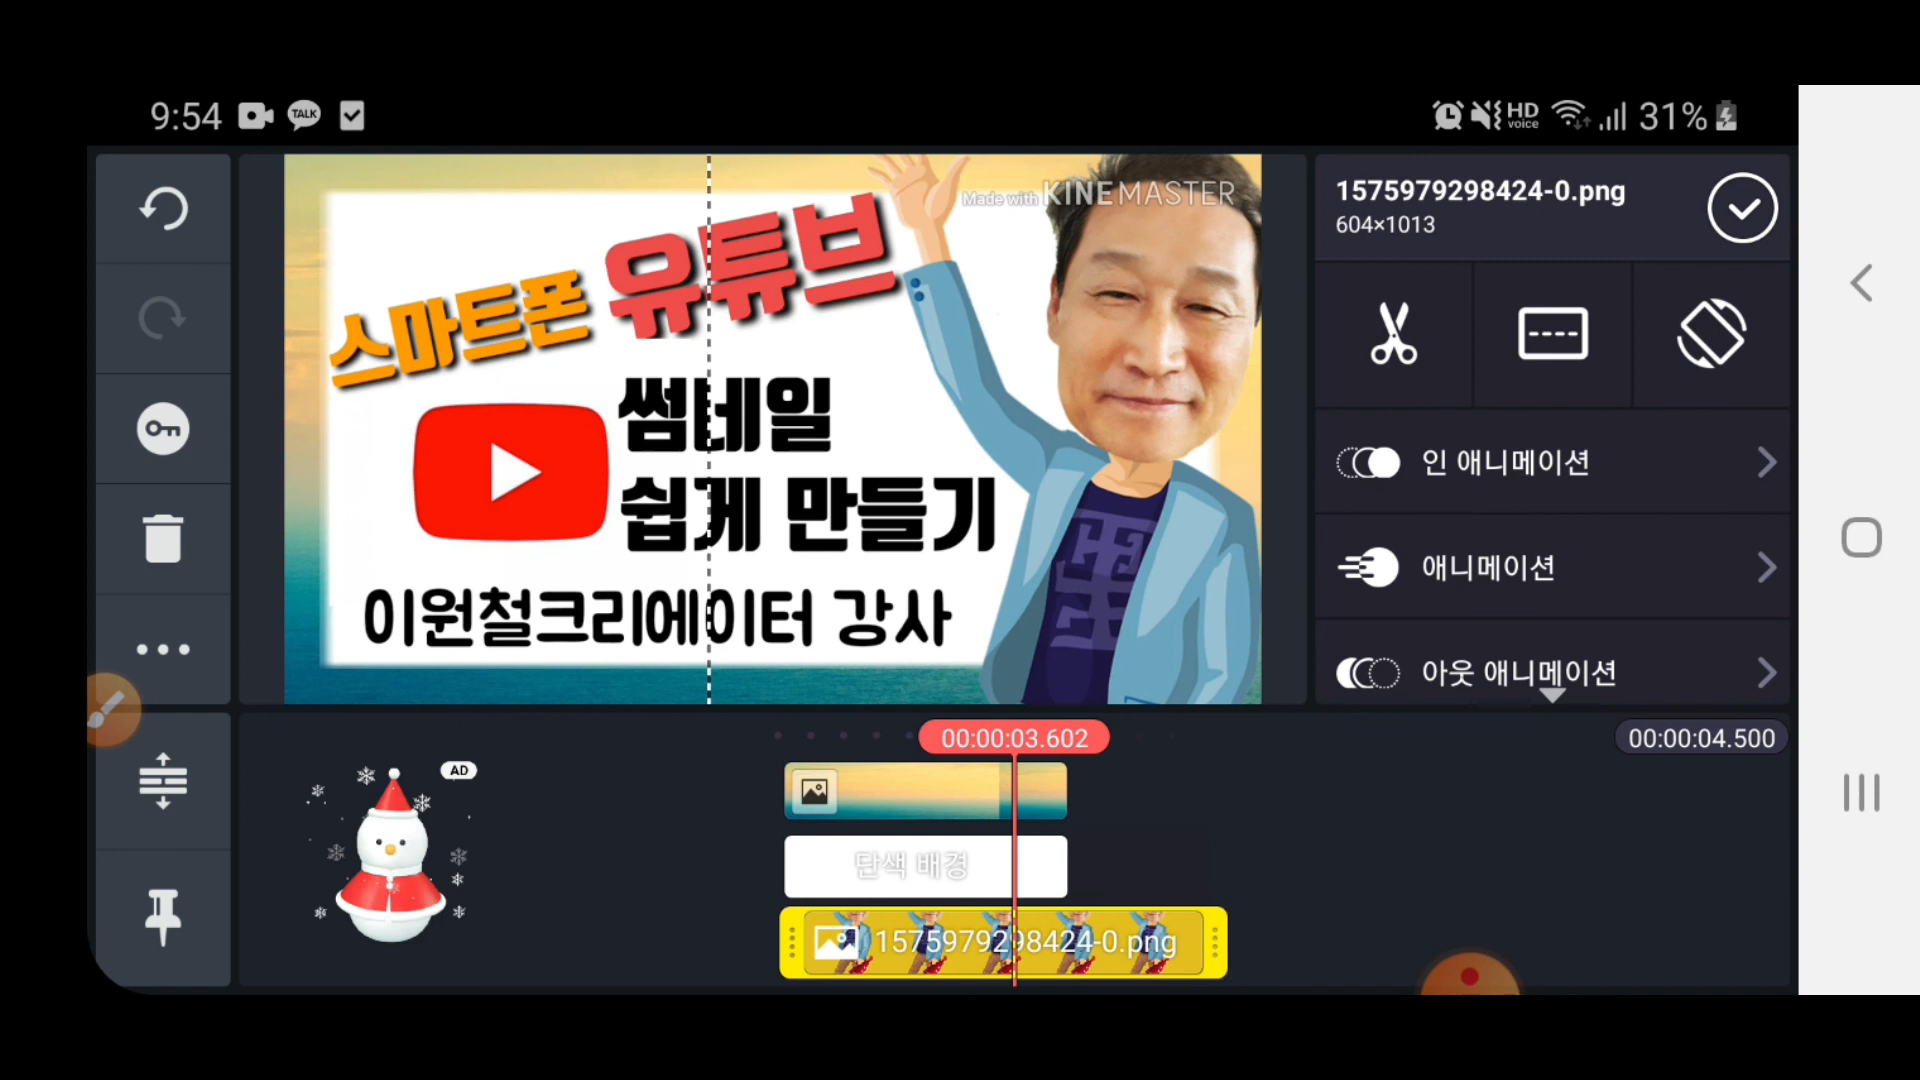 9:54
TALK
HD voice
31%
Made with KINEMASTER
스마트폰 유튜브
썸네일
쉽게 만들기
이원철크리에이터 강사
1575979298424-0.png
604×1013
인 애니메이션
애니메이션
아웃 애니메이션
00:00:03.602
00:00:04.500
AD
단색 배경
1575979298424-0.png